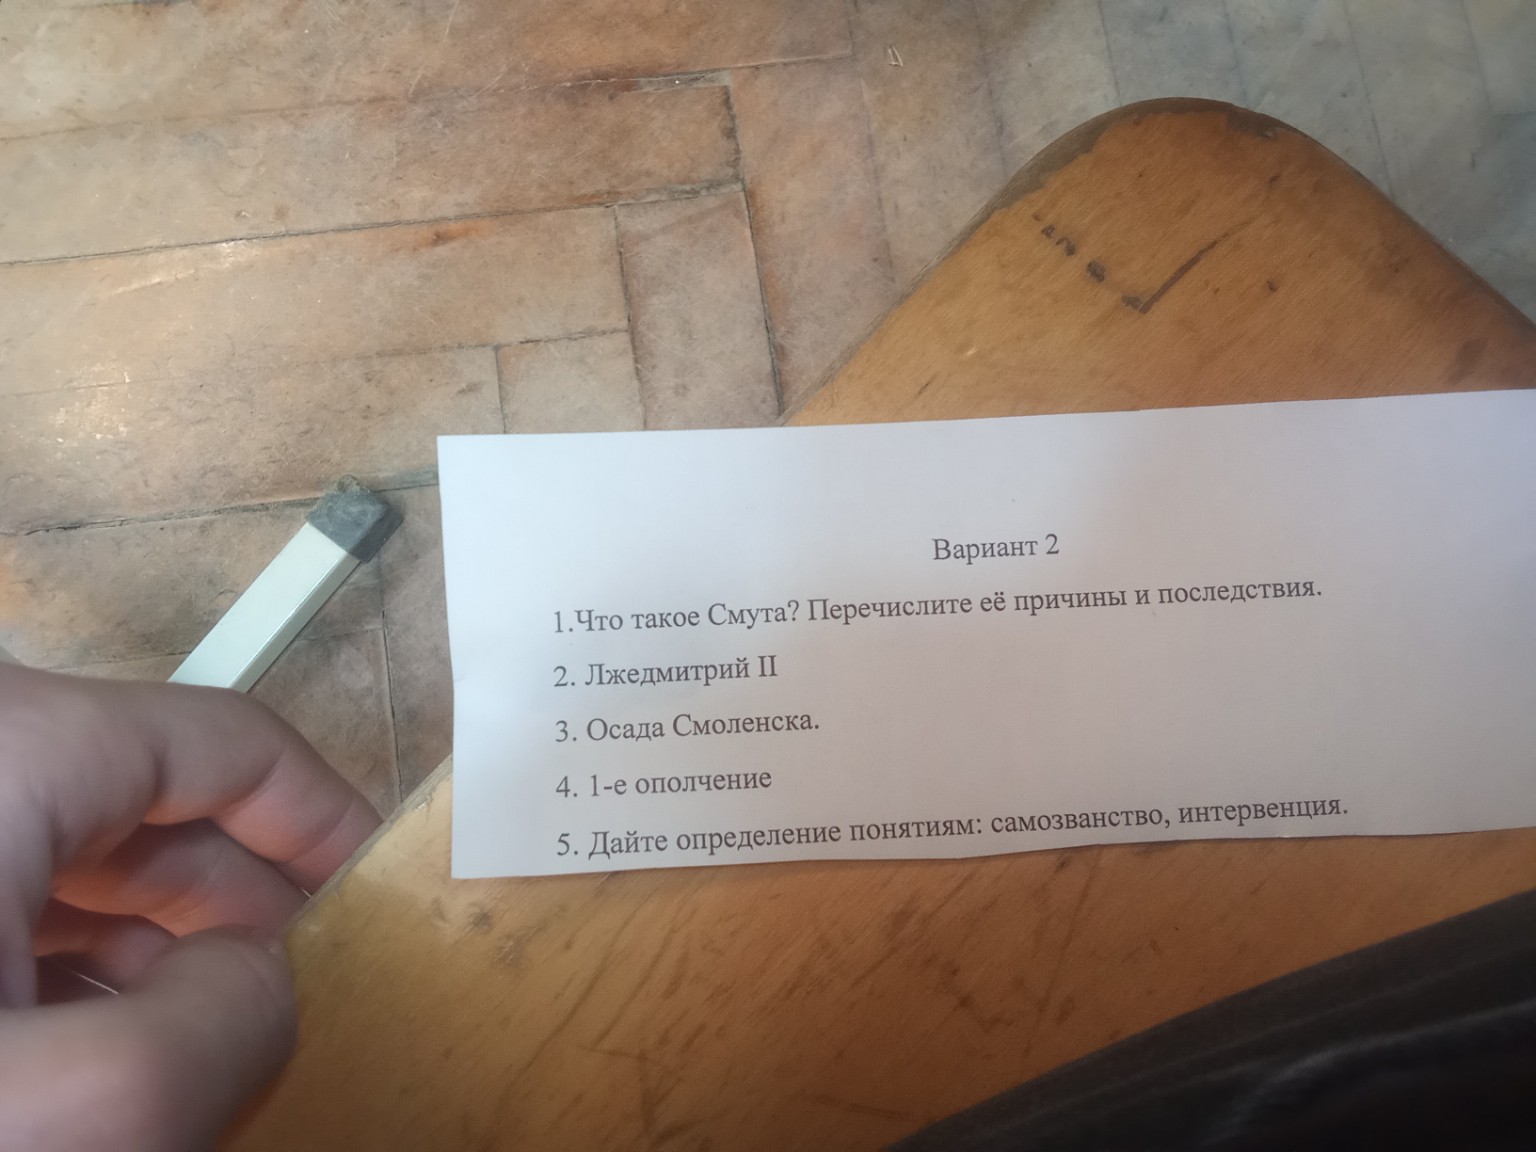 Вариант 2
1.Что такое Смута? Перечислите её причины и последствия.
2. Лжедмитрий II
3. Осада Смоленска.
4. 1-е ополчение
5. Дайте определение понятиям: самозванство, интервенция.